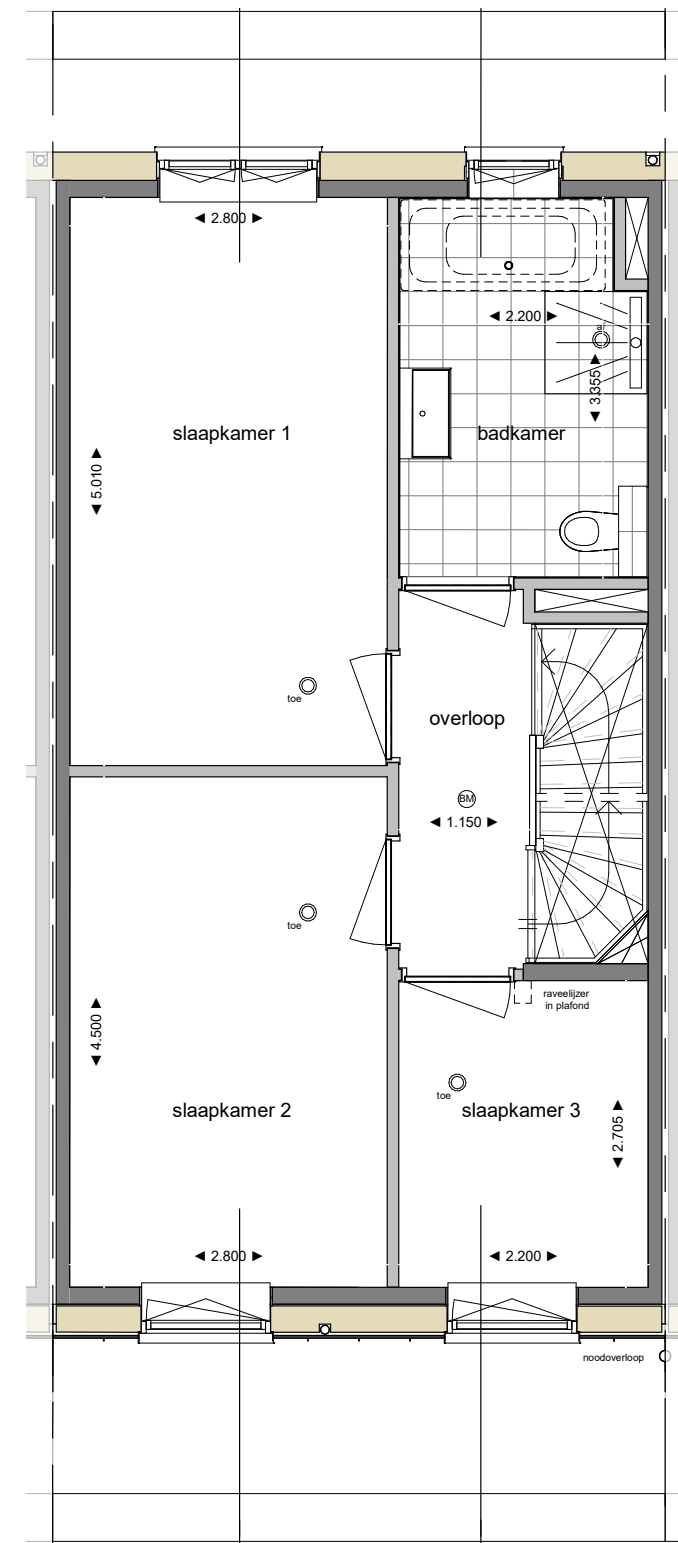 ◄ 2.800 ►
◄ 2.200 ►
◄ 3.355 ►
slaapkamer 1
badkamer
◄ 5.010 ►
toe
overloop
BM
◄ 1.150 ►
toe
raveelijzer
in plafond
◄ 4.500 ►
toe
slaapkamer 2
slaapkamer 3
◄ 2.705 ►
◄ 2.800 ►
◄ 2.200 ►
noodoverloop